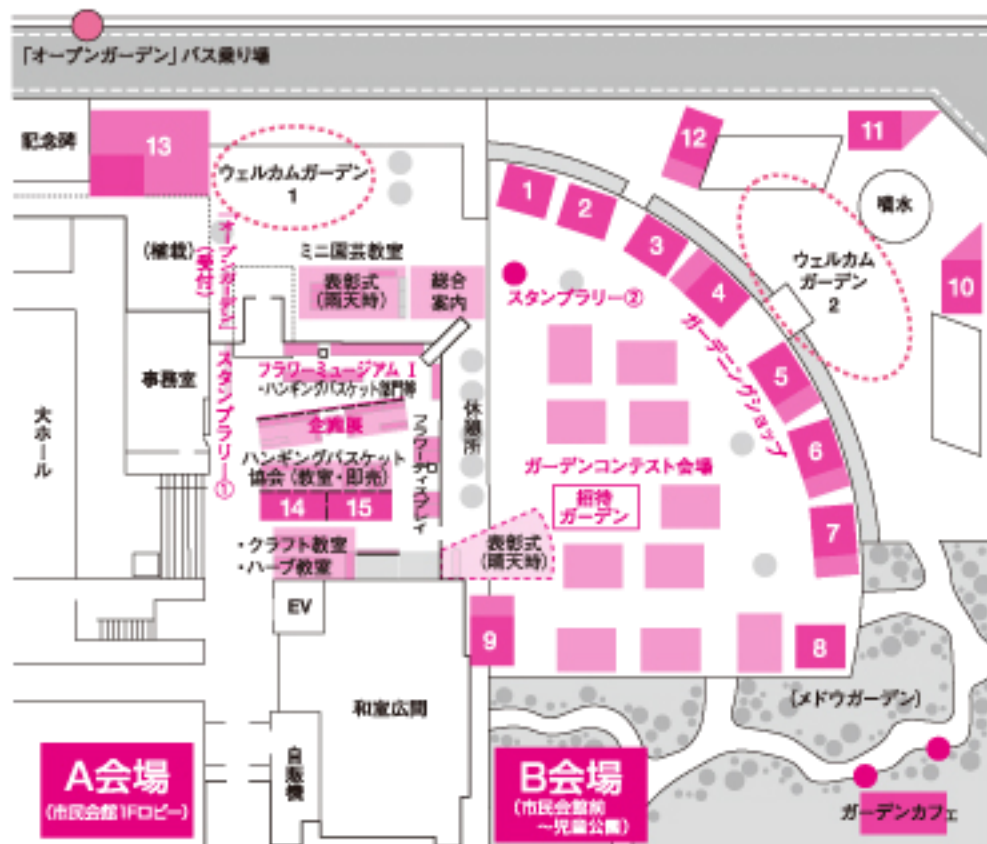 「オープンガーデン」バス乗り場
記念碑
13
ウェルカムガーデン
1
12
11
噴水
ウェルカム
ガーデン
2
10
1
2
3
4
5
6
7
8
9
ガーデニングショップ
スタンプラリー②
(植栽)
「オープンガーデン」
(受付)
ミニ園芸教室
表彰式
(雨天時)
総合
案内
事務室
大ホール
スタンプラリー①
フラワーミュージアム I
・ハンギングバスケット部門等
企画展
ハンギングバスケット
協会(教室・即売)
14
15
フラワーディスプレイ
休憩所
・クラフト教室
・ハーブ教室
ガーデンコンテスト会場
招待
ガーデン
表彰式
(晴天時)
EV
和室広間
自販機
(メドウガーデン)
ガーデンカフェ
A会場
(市民会館1Fロビー)
B会場
(市民会館前
~児童公園)